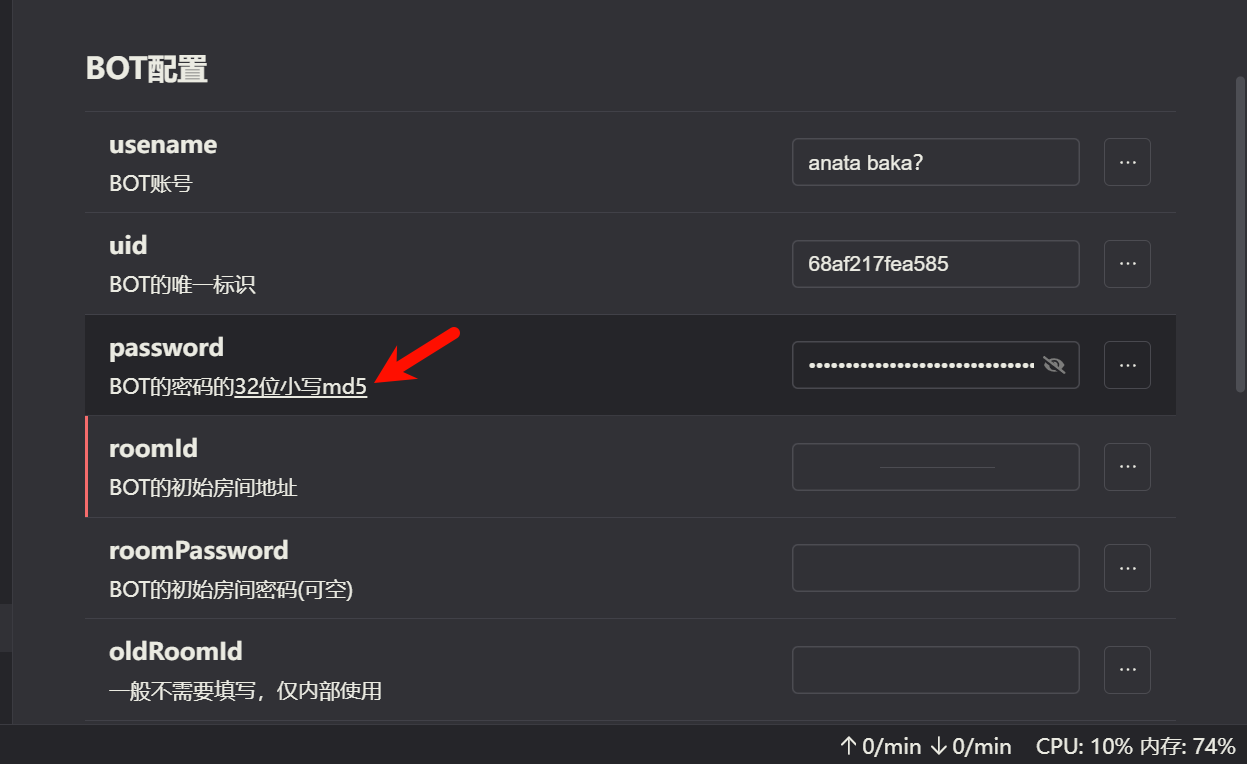 BOT配置
usename
BOT账号
anata baka?
...
uid
BOT的唯一标识
68af217fea585
...
password
BOT的密码的32位小写md5
••••••••••••••••••••••••••••••••
...
roomId
BOT的初始房间地址
...
roomPassword
BOT的初始房间密码(可空)
...
oldRoomId
一般不需要填写，仅内部使用
...
↑ 0/min ↓ 0/min CPU: 10% 内存: 74%